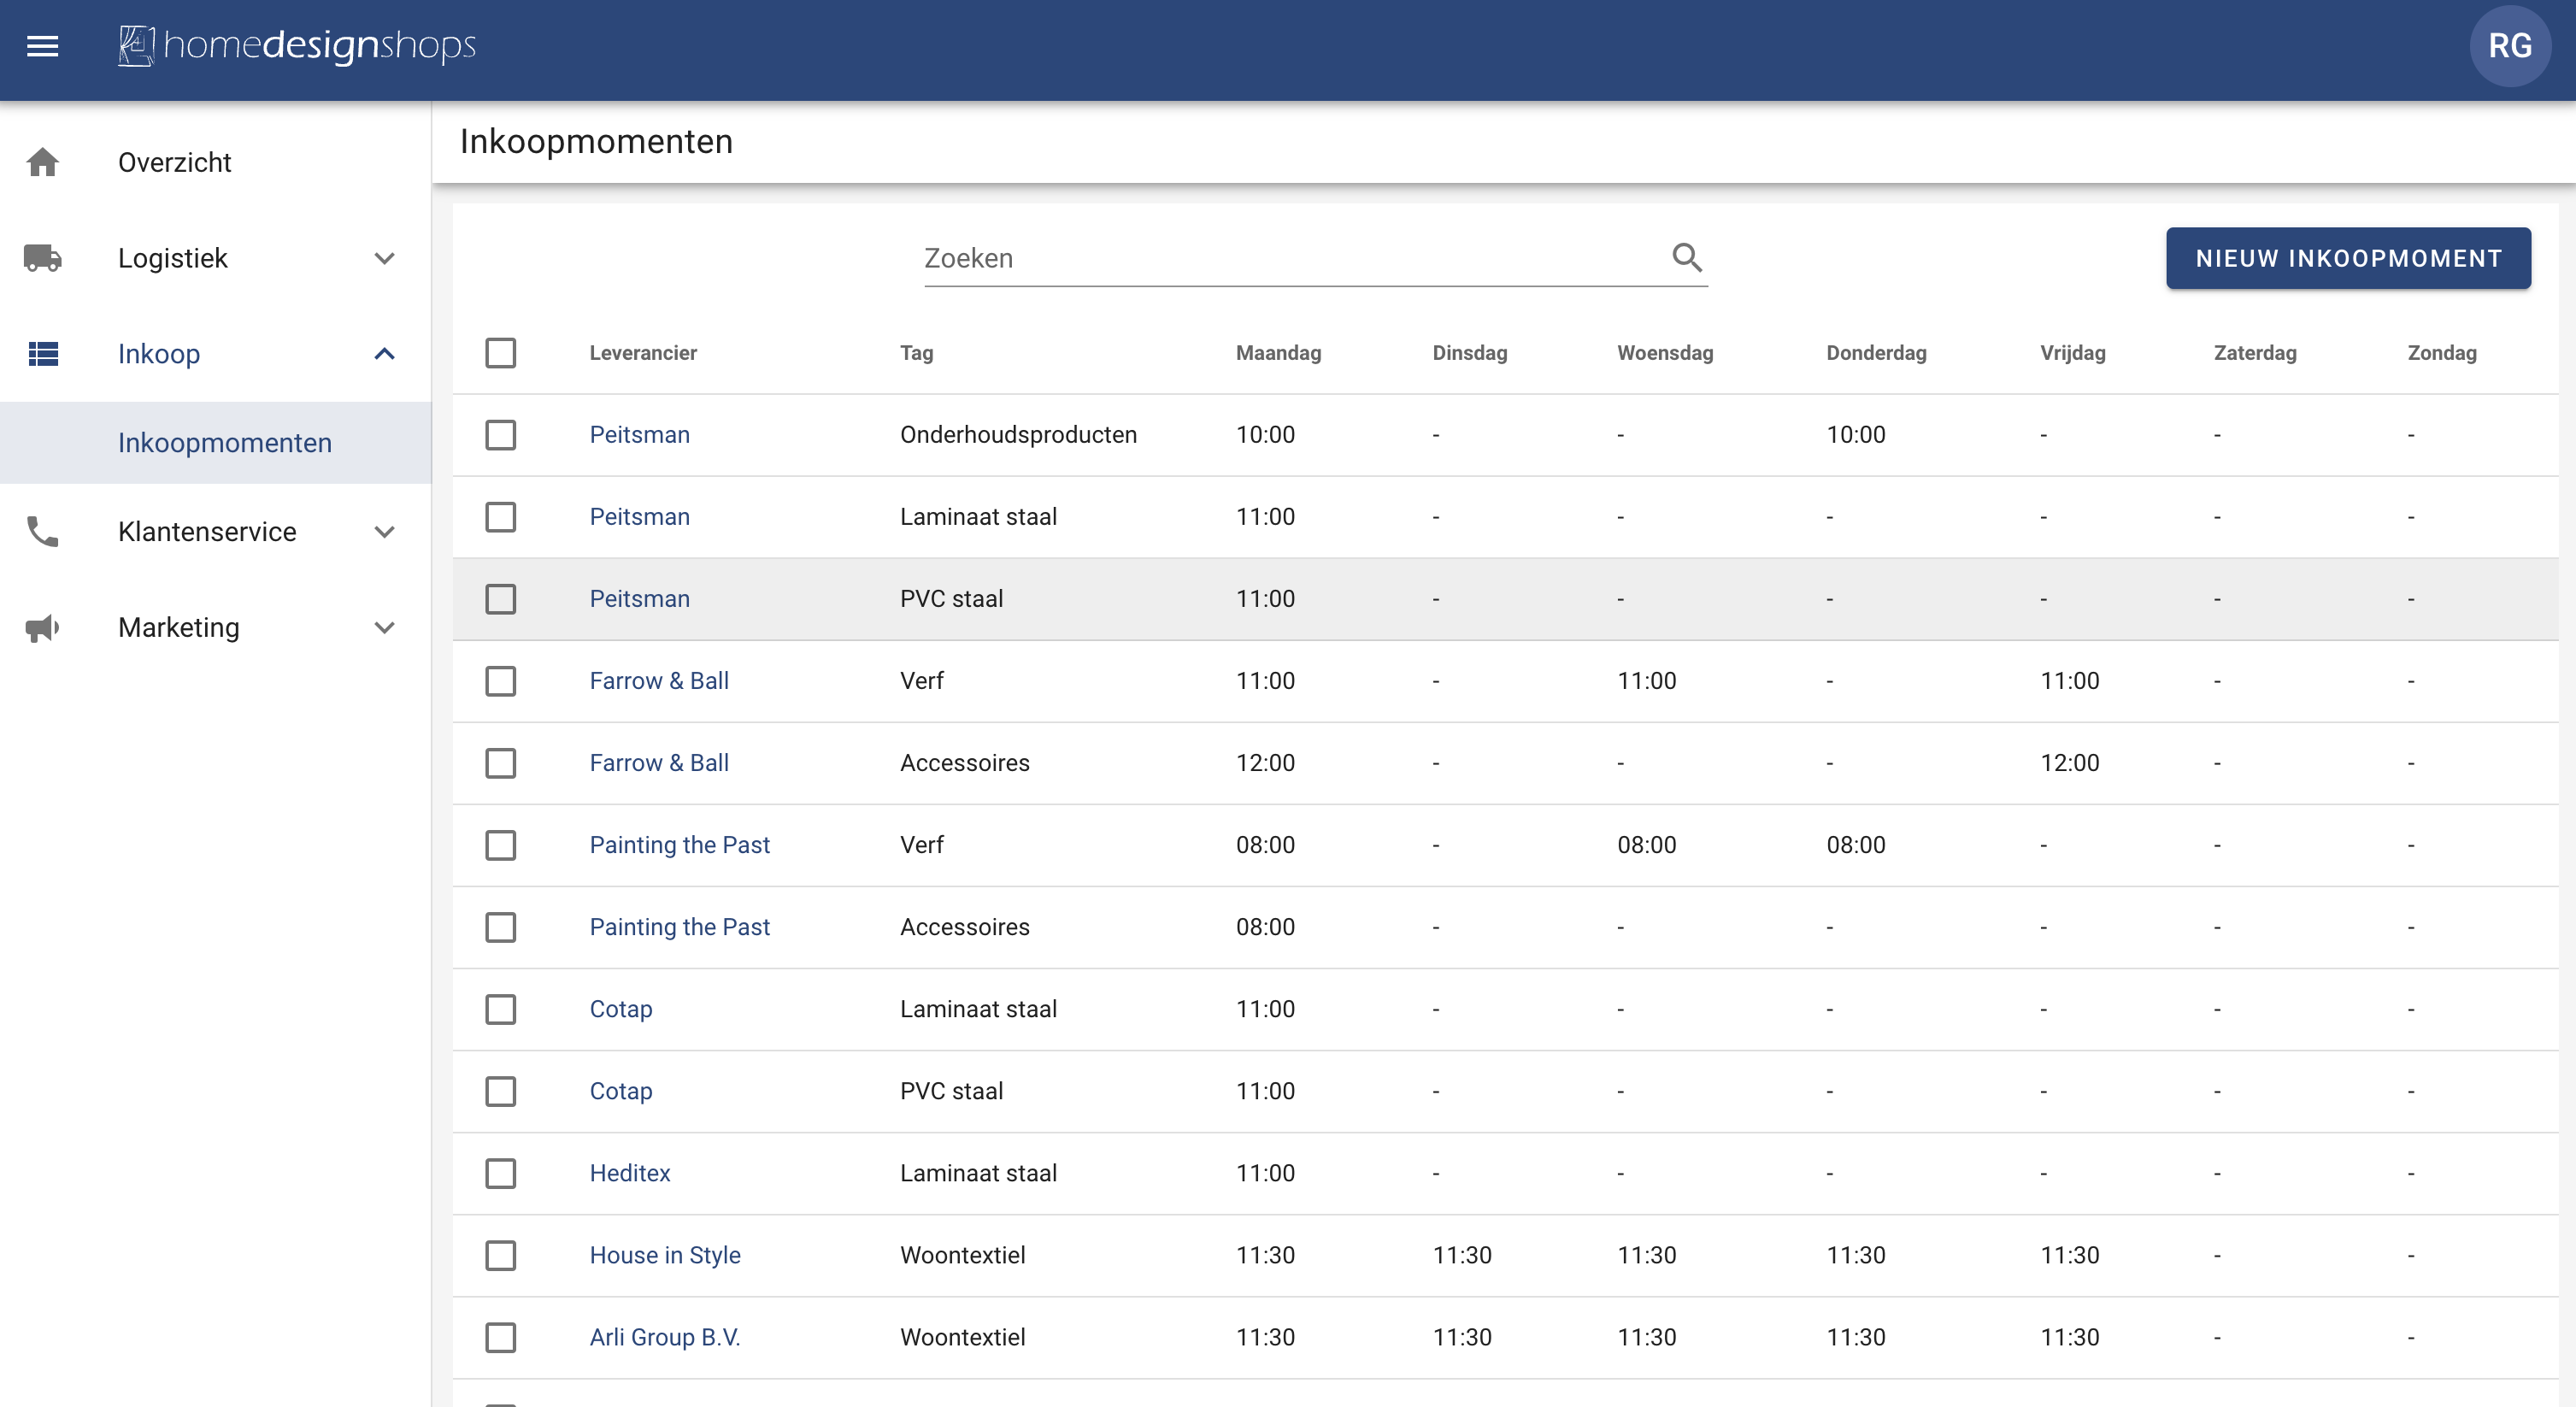 homedesignshops
RG
Overzicht
Logistiek
Inkoop
Inkoopmomenten
Klantenservice
Marketing
Inkoopmomenten
Zoeken
NIEUW INKOOPMOMENT
Leverancier Tag Maandag Dinsdag Woensdag Donderdag Vrijdag Zaterdag Zondag
Peitsman Onderhoudsproducten 10:00 - - 10:00 - - -
Peitsman Laminaat staal 11:00 - - - - - -
Peitsman PVC staal 11:00 - - - - - -
Farrow & Ball Verf 11:00 - 11:00 - 11:00 - -
Farrow & Ball Accessoires 12:00 - - - 12:00 - -
Painting the Past Verf 08:00 - 08:00 08:00 - - -
Painting the Past Accessoires 08:00 - - - - - -
Cotap Laminaat staal 11:00 - - - - - -
Cotap PVC staal 11:00 - - - - - -
Heditex Laminaat staal 11:00 - - - - - -
House in Style Woontextiel 11:30 11:30 11:30 11:30 11:30 - -
Arli Group B.V. Woontextiel 11:30 11:30 11:30 11:30 11:30 - -